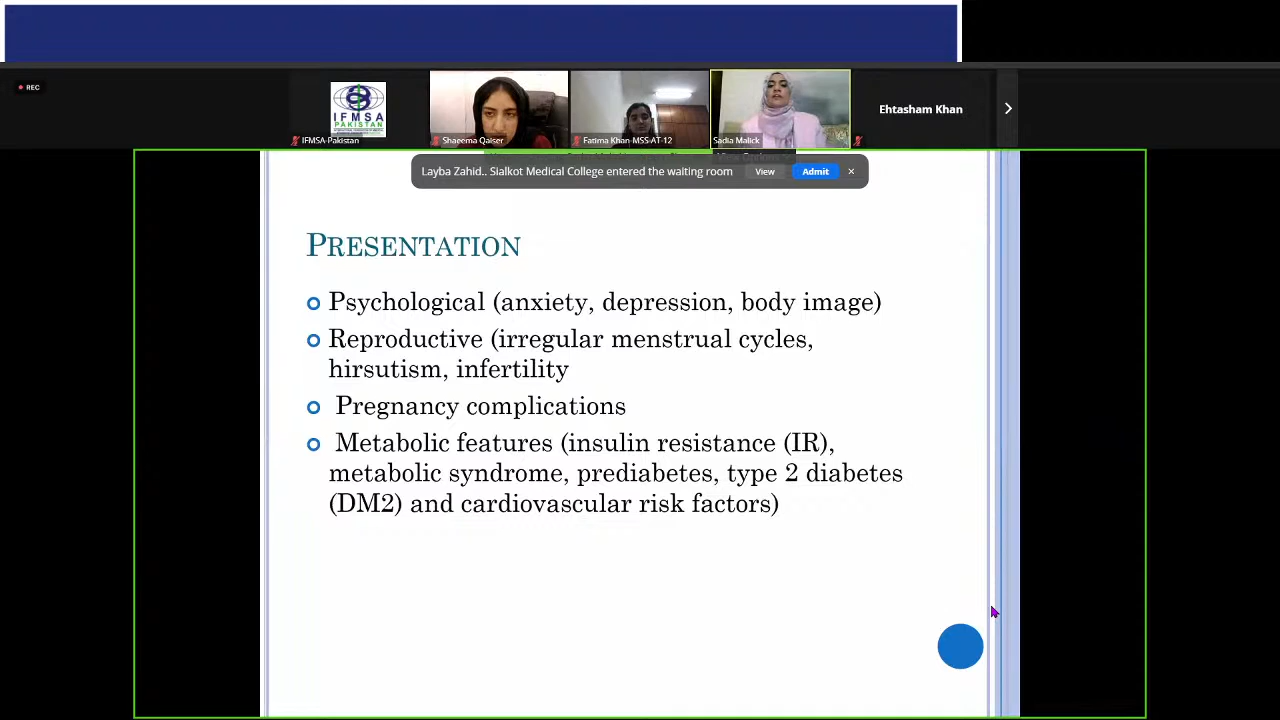 REC
IFMSA
PAKISTAN
IFMSA-Pakistan
Shaeema Qaiser
Fatima Khan-MSS-AT-12
Sadia Malick
Ehtasham Khan
Layba Zahid.. Sialkot Medical College entered the waiting room
View
Admit
PRESENTATION
Psychological (anxiety, depression, body image)
Reproductive (irregular menstrual cycles,
hirsutism, infertility
Pregnancy complications
Metabolic features (insulin resistance (IR),
metabolic syndrome, prediabetes, type 2 diabetes
(DM2) and cardiovascular risk factors)